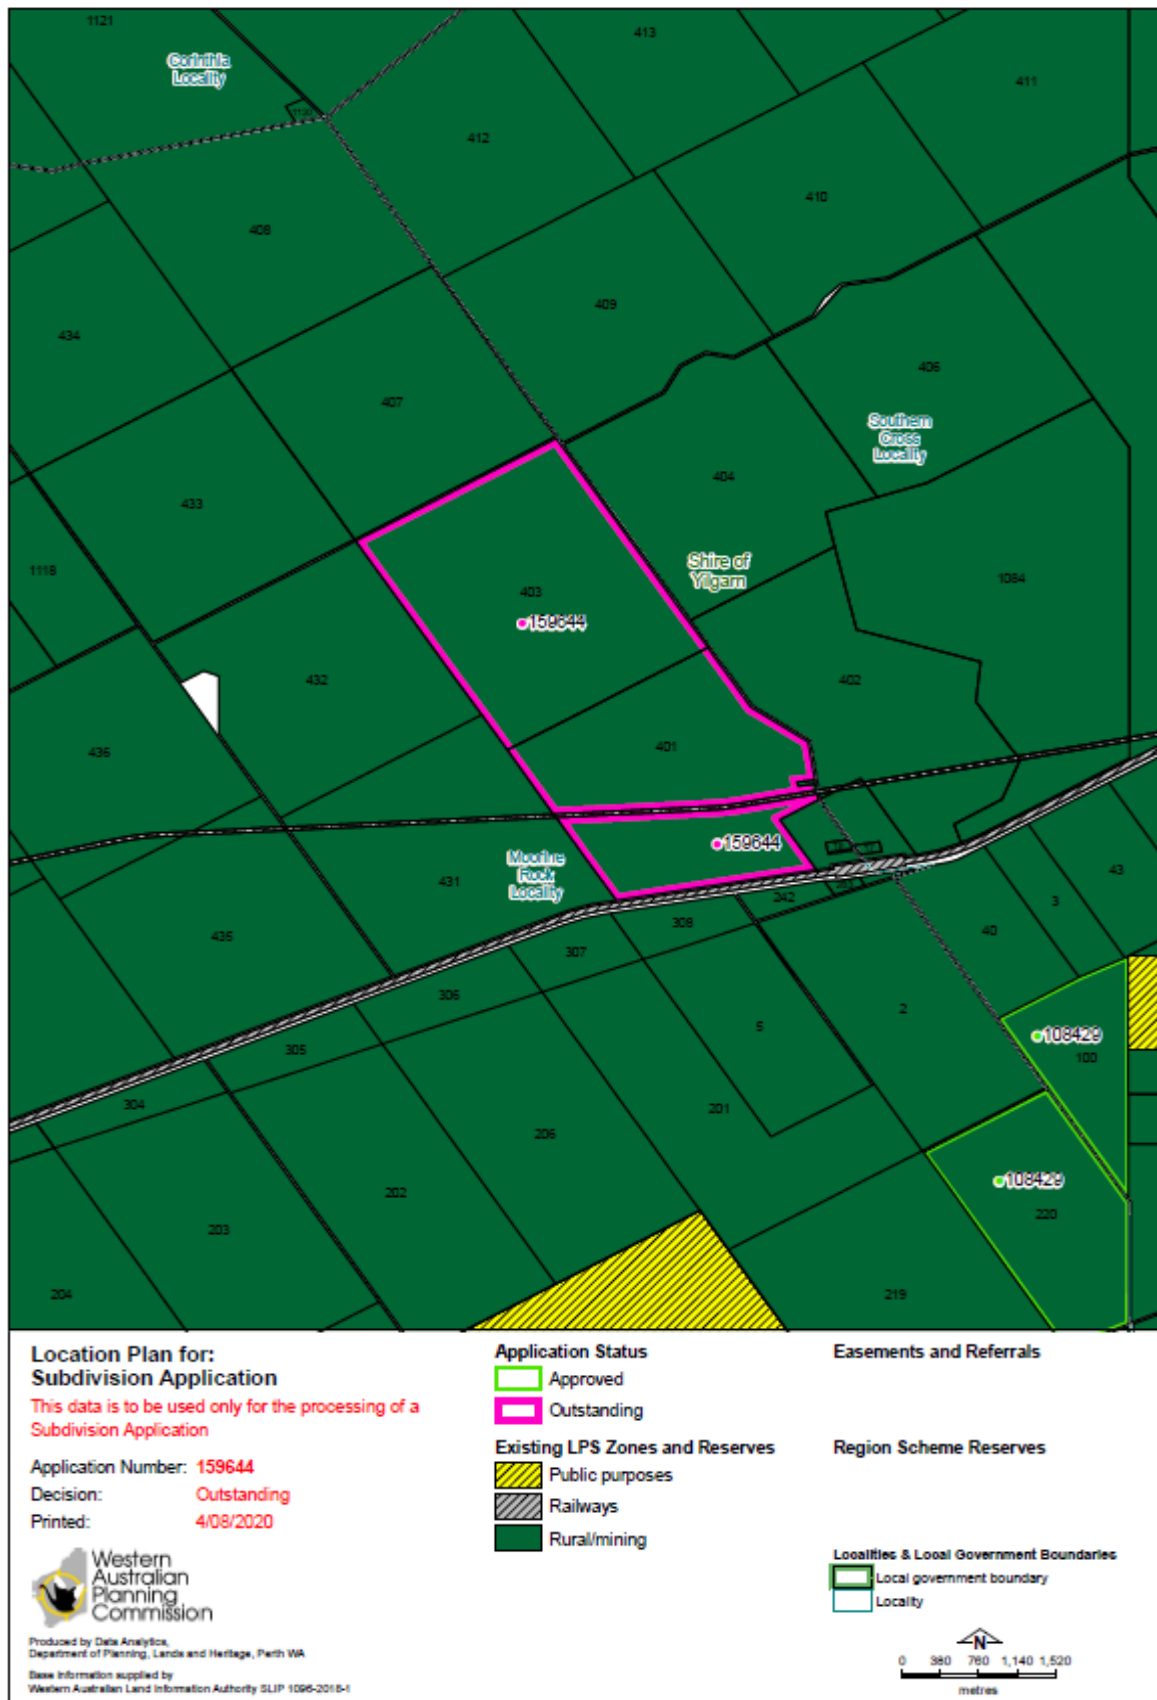 1121
413
Corinthia
Locality
411
412
410
408
409
434
406
407
Southern
Cross
Locality
404
433
Shire of
Yilgarn
1118
1084
403
159644
432
402
401
436
159644
Moorine
Rock
Locality
431
43
242
3
308
435
40
307
306
2
5
108429
305
100
304
201
206
108429
202
220
203
204
219
Location Plan for:
Subdivision Application
This data is to be used only for the processing of a
Subdivision Application
Application Number: 159644
Decision: Outstanding
Printed: 4/08/2020
Western
Australian
Planning
Commission
Produced by Data Analytics,
Department of Planning, Lands and Heritage, Perth WA
Base Information supplied by
Western Australian Land Information Authority SLIP 1096-2018-1
Application Status
Approved
Outstanding
Existing LPS Zones and Reserves
Public purposes
Railways
Rural/mining
Easements and Referrals
Region Scheme Reserves
Localities & Local Government Boundaries
Local government boundary
Locality
N
0 380 760 1,140 1,520
metres